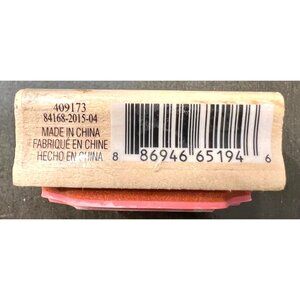 409173
84168-2015-04
MADE IN CHINA
FABRIQUÉ EN CHINE
HECHO EN CHINA
8 86946 65194 6